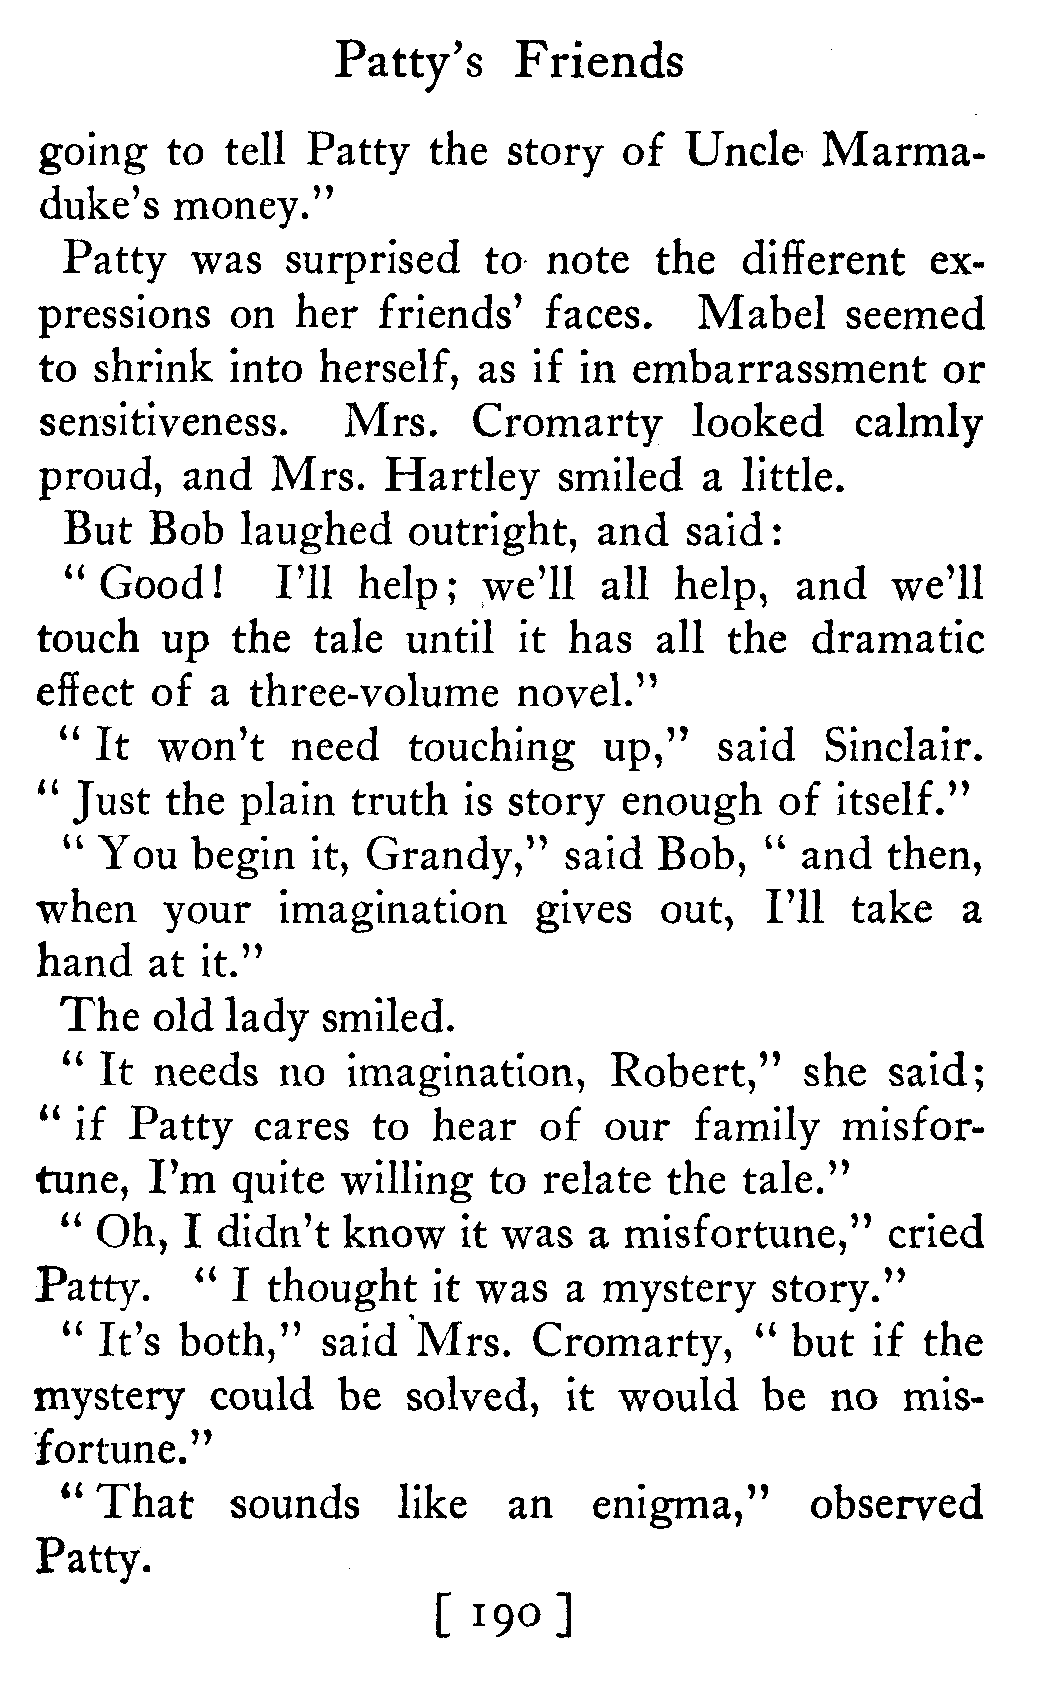 Patty's Friends
going to tell Patty the story of Uncle Marma-
duke's money."
Patty was surprised to note the different ex-
pressions on her friends' faces. Mabel seemed
to shrink into herself, as if in embarrassment or
sensitiveness. Mrs. Cromarty looked calmly
proud, and Mrs. Hartley smiled a little.
But Bob laughed outright, and said:
" Good! I'll help; we'll all help, and we'll
touch up the tale until it has all the dramatic
effect of a three-volume novel."
" It won't need touching up," said Sinclair.
" Just the plain truth is story enough of itself."
" You begin it, Grandy," said Bob, " and then,
when your imagination gives out, I'll take a
hand at it."
The old lady smiled.
" It needs no imagination, Robert," she said;
" if Patty cares to hear of our family misfor-
tune, I'm quite willing to relate the tale."
" Oh, I didn't know it was a misfortune," cried
Patty. " I thought it was a mystery story."
" It's both," said Mrs. Cromarty, " but if the
mystery could be solved, it would be no mis-
fortune."
" That sounds like an enigma," observed
Patty.
[ 190 ]